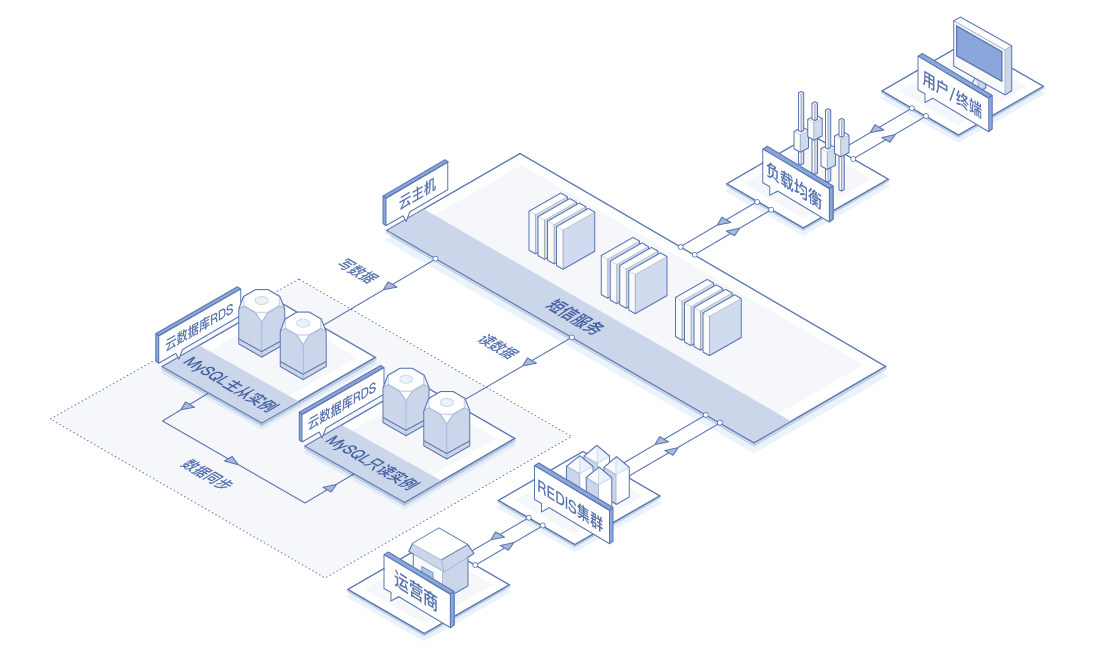 用户/终端
负载均衡
云主机
写数据
短信服务
云数据库RDS
读数据
MySQL主从实例
云数据库RDS
MySQL只读实例
数据同步
REDIS集群
运营商